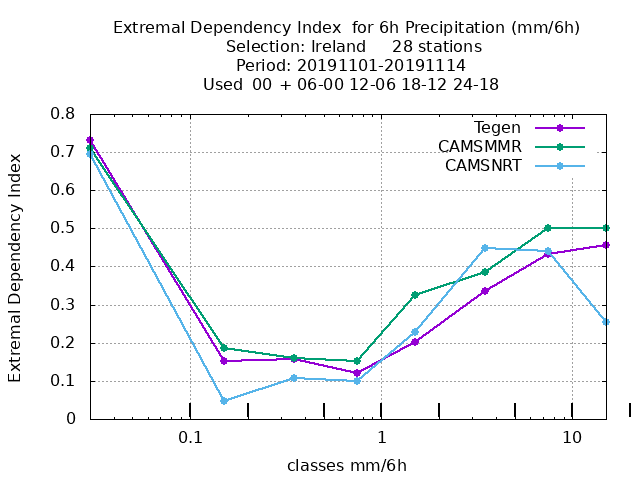 Extremal Dependency Index for 6h Precipitation (mm/6h)
Selection: Ireland 28 stations
Period: 20191101-20191114
Used 00 + 06-00 12-06 18-12 24-18
Tegen
CAMSMMR
CAMSNRT
Extremal Dependency Index
0.8
0.7
0.6
0.5
0.4
0.3
0.2
0.1
0
0.1 1 10
classes mm/6h